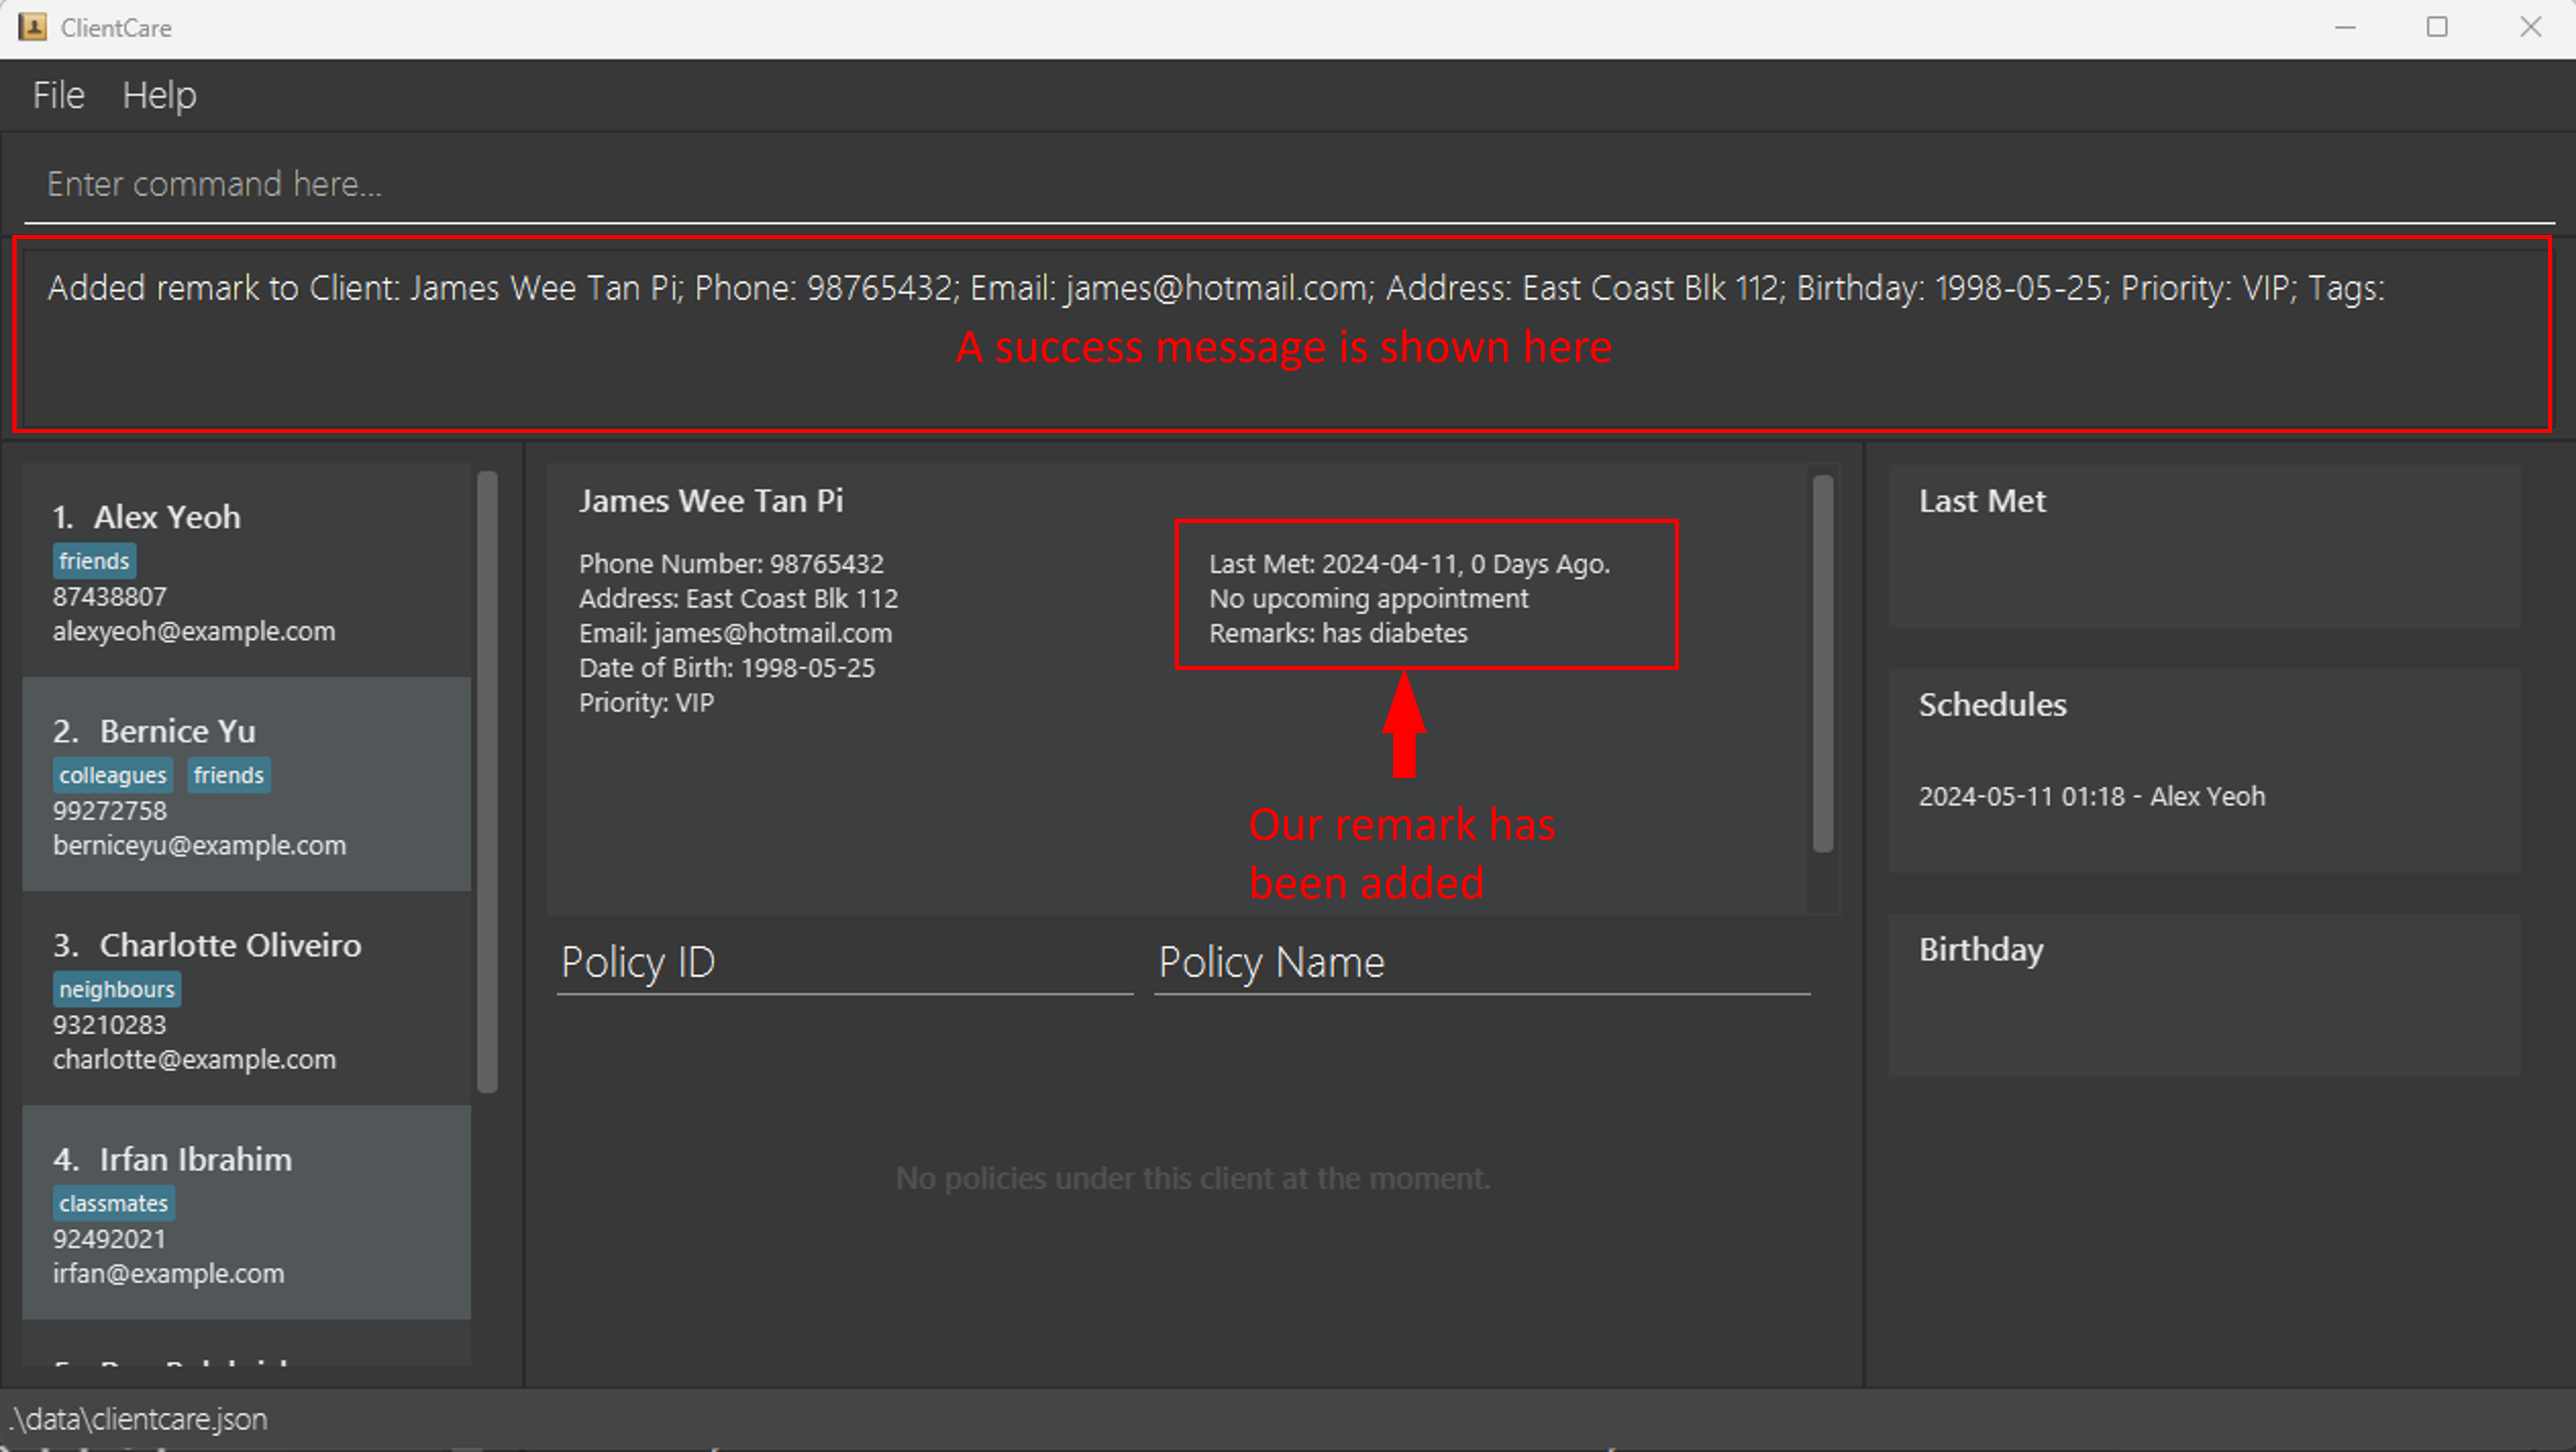 ClientCare
File Help
Enter command here...
Added remark to Client: James Wee Tan Pi; Phone: 98765432; Email: james@hotmail.com; Address: East Coast Blk 112; Birthday: 1998-05-25; Priority: VIP; Tags:
A success message is shown here
1. Alex Yeoh
friends
87438807
alexyeoh@example.com
2. Bernice Yu
colleagues friends
99272758
berniceyu@example.com
3. Charlotte Oliveiro
neighbours
93210283
charlotte@example.com
4. Irfan Ibrahim
classmates
92492021
irfan@example.com
James Wee Tan Pi
Phone Number: 98765432
Address: East Coast Blk 112
Email: james@hotmail.com
Date of Birth: 1998-05-25
Priority: VIP
Last Met: 2024-04-11, 0 Days Ago.
No upcoming appointment
Remarks: has diabetes
Our remark has
been added
Policy ID Policy Name
No policies under this client at the moment.
Last Met
Schedules
2024-05-11 01:18 - Alex Yeoh
Birthday
.\data\clientcare.json